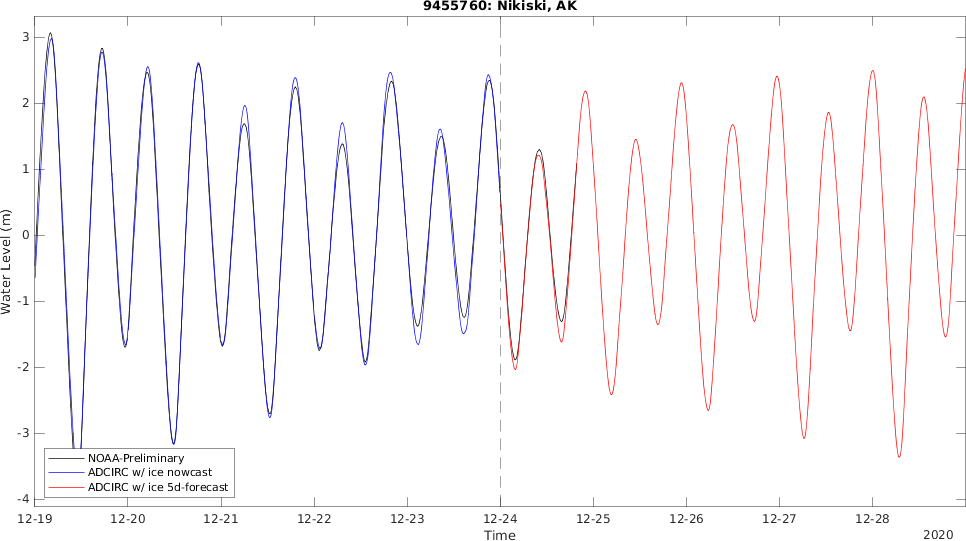 9455760: Nikiski, AK
Water Level (m)
3
2
1
0
-1
-2
-3
-4
NOAA-Preliminary
ADCIRC w/ ice nowcast
ADCIRC w/ ice 5d-forecast
12-19 12-20 12-21 12-22 12-23 12-24 12-25 12-26 12-27 12-28
Time
2020